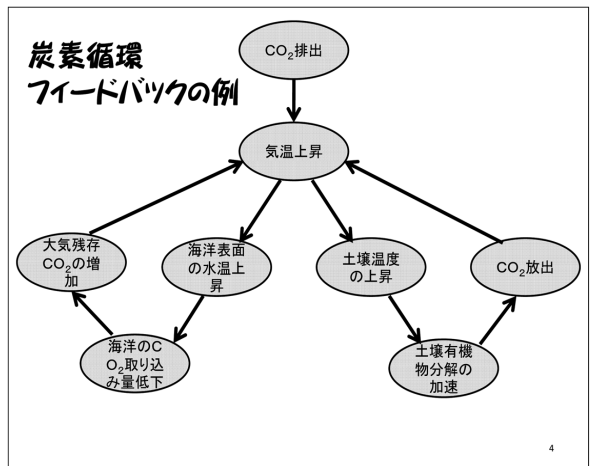 炭素循環
フィードバックの例
CO₂排出
気温上昇
大気残存
CO₂の増
加
海洋表面
の水温上
昇
土壌温度
の上昇
CO₂放出
海洋のC
O₂取り込
み量低下
土壌有機
物分解の
加速
4